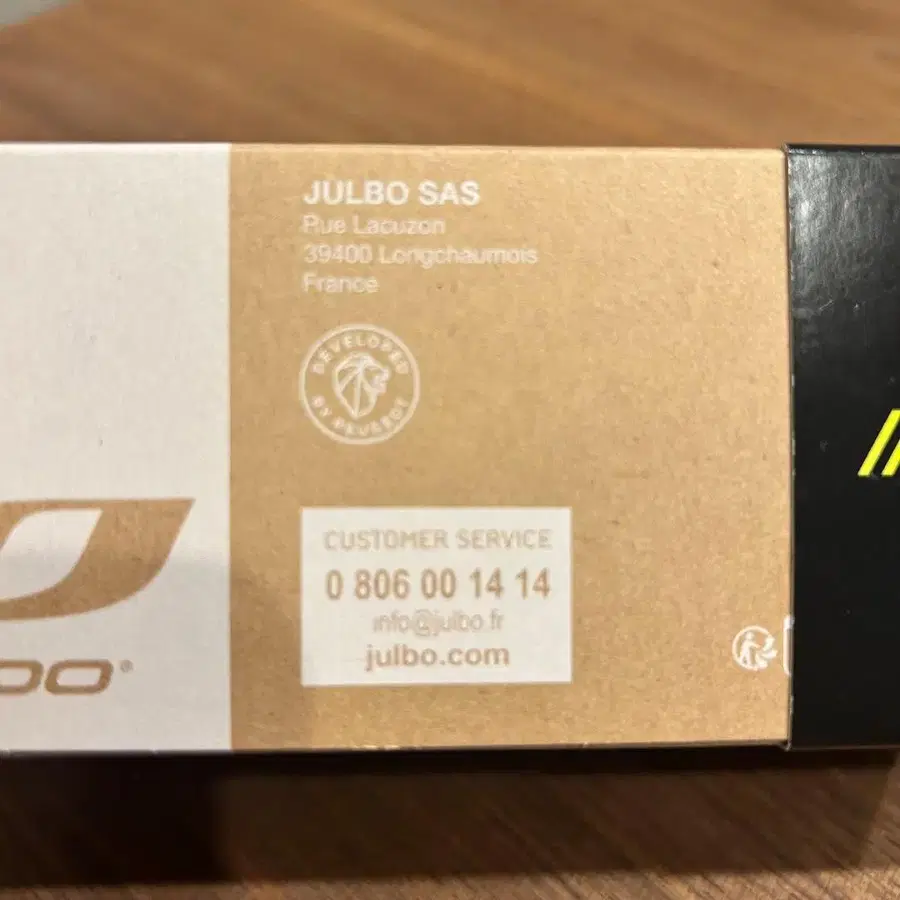 JULBO SAS
Rue Lacuzon
39400 Longchaumois
France
DEVELOPED
BY PEUGEOT
CUSTOMER SERVICE
0 806 00 14 14
info@julbo.fr
julbo.com